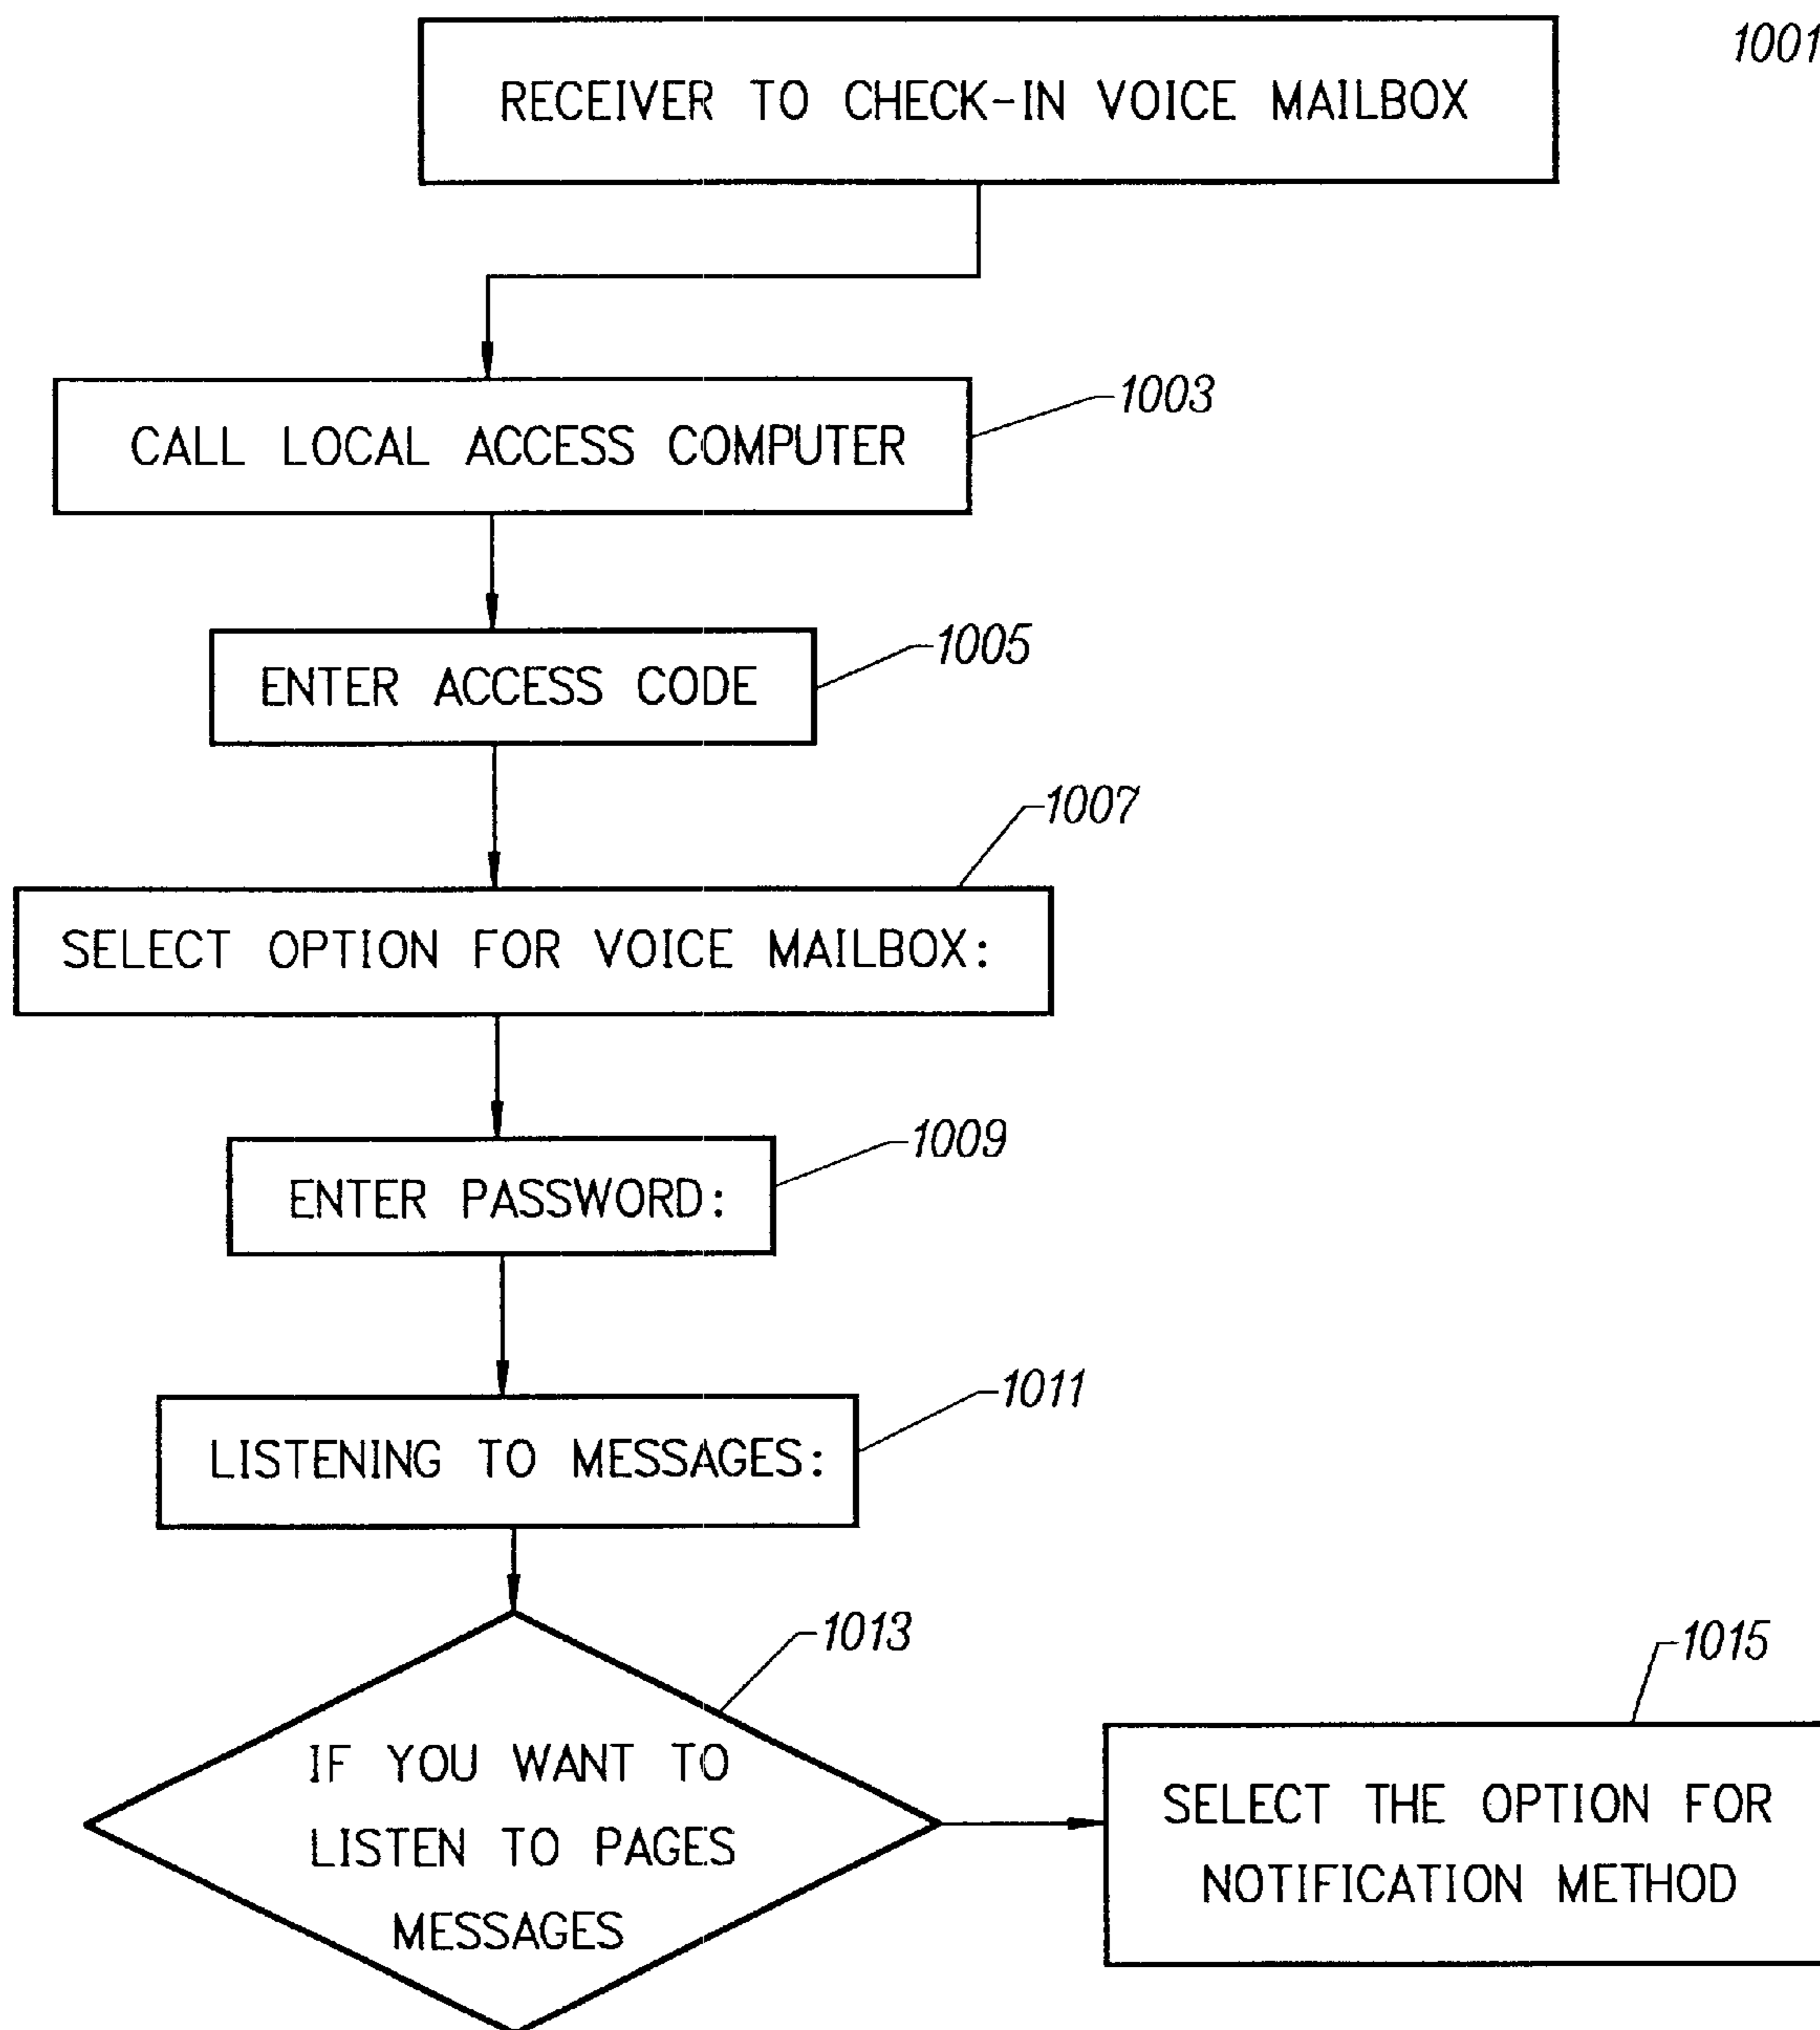 RECEIVER TO CHECK-IN VOICE MAILBOX
1001
CALL LOCAL ACCESS COMPUTER
1003
ENTER ACCESS CODE
1005
SELECT OPTION FOR VOICE MAILBOX:
1007
ENTER PASSWORD:
1009
LISTENING TO MESSAGES:
1011
IF YOU WANT TO
LISTEN TO PAGES
MESSAGES
1013
SELECT THE OPTION FOR
NOTIFICATION METHOD
1015